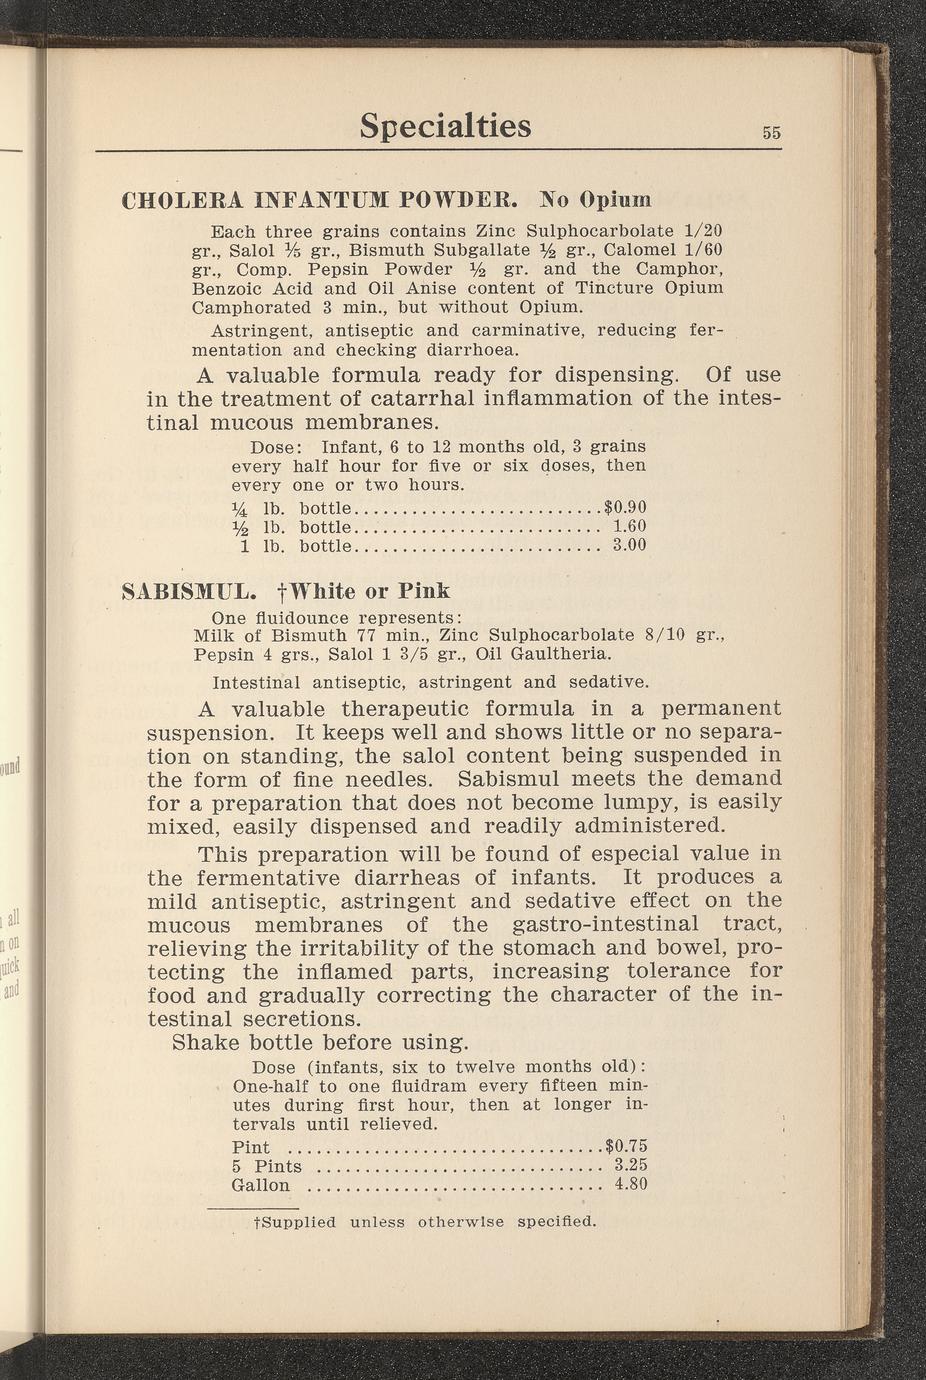 Specialties 55
CHOLERA INFANTUM POWDER. No Opium
Each three grains contains Zinc Sulphocarbolate 1/20
gr., Salol ⅕ gr., Bismuth Subgallate ½ gr., Calomel 1/60
gr., Comp. Pepsin Powder ½ gr. and the Camphor,
Benzoic Acid and Oil Anise content of Tincture Opium
Camphorated 3 min., but without Opium.
Astringent, antiseptic and carminative, reducing fer-
mentation and checking diarrhoea.
A valuable formula ready for dispensing. Of use
in the treatment of catarrhal inflammation of the intes-
tinal mucous membranes.
Dose: Infant, 6 to 12 months old, 3 grains
every half hour for five or six doses, then
every one or two hours.
¼ lb. bottle..........................$0.90
½ lb. bottle.......................... 1.60
1 lb. bottle.......................... 3.00
SABISMUL. †White or Pink
One fluidounce represents:
Milk of Bismuth 77 min., Zinc Sulphocarbolate 8/10 gr.,
Pepsin 4 grs., Salol 1 3/5 gr., Oil Gaultheria.
Intestinal antiseptic, astringent and sedative.
A valuable therapeutic formula in a permanent
suspension. It keeps well and shows little or no separa-
tion on standing, the salol content being suspended in
the form of fine needles. Sabismul meets the demand
for a preparation that does not become lumpy, is easily
mixed, easily dispensed and readily administered.
This preparation will be found of especial value in
the fermentative diarrheas of infants. It produces a
mild antiseptic, astringent and sedative effect on the
mucous membranes of the gastro-intestinal tract,
relieving the irritability of the stomach and bowel, pro-
tecting the inflamed parts, increasing tolerance for
food and gradually correcting the character of the in-
testinal secretions.
Shake bottle before using.
Dose (infants, six to twelve months old):
One-half to one fluidram every fifteen min-
utes during first hour, then at longer in-
tervals until relieved.
Pint .................................$0.75
5 Pints .............................. 3.25
Gallon ............................... 4.80
†Supplied unless otherwise specified.
all
on
and